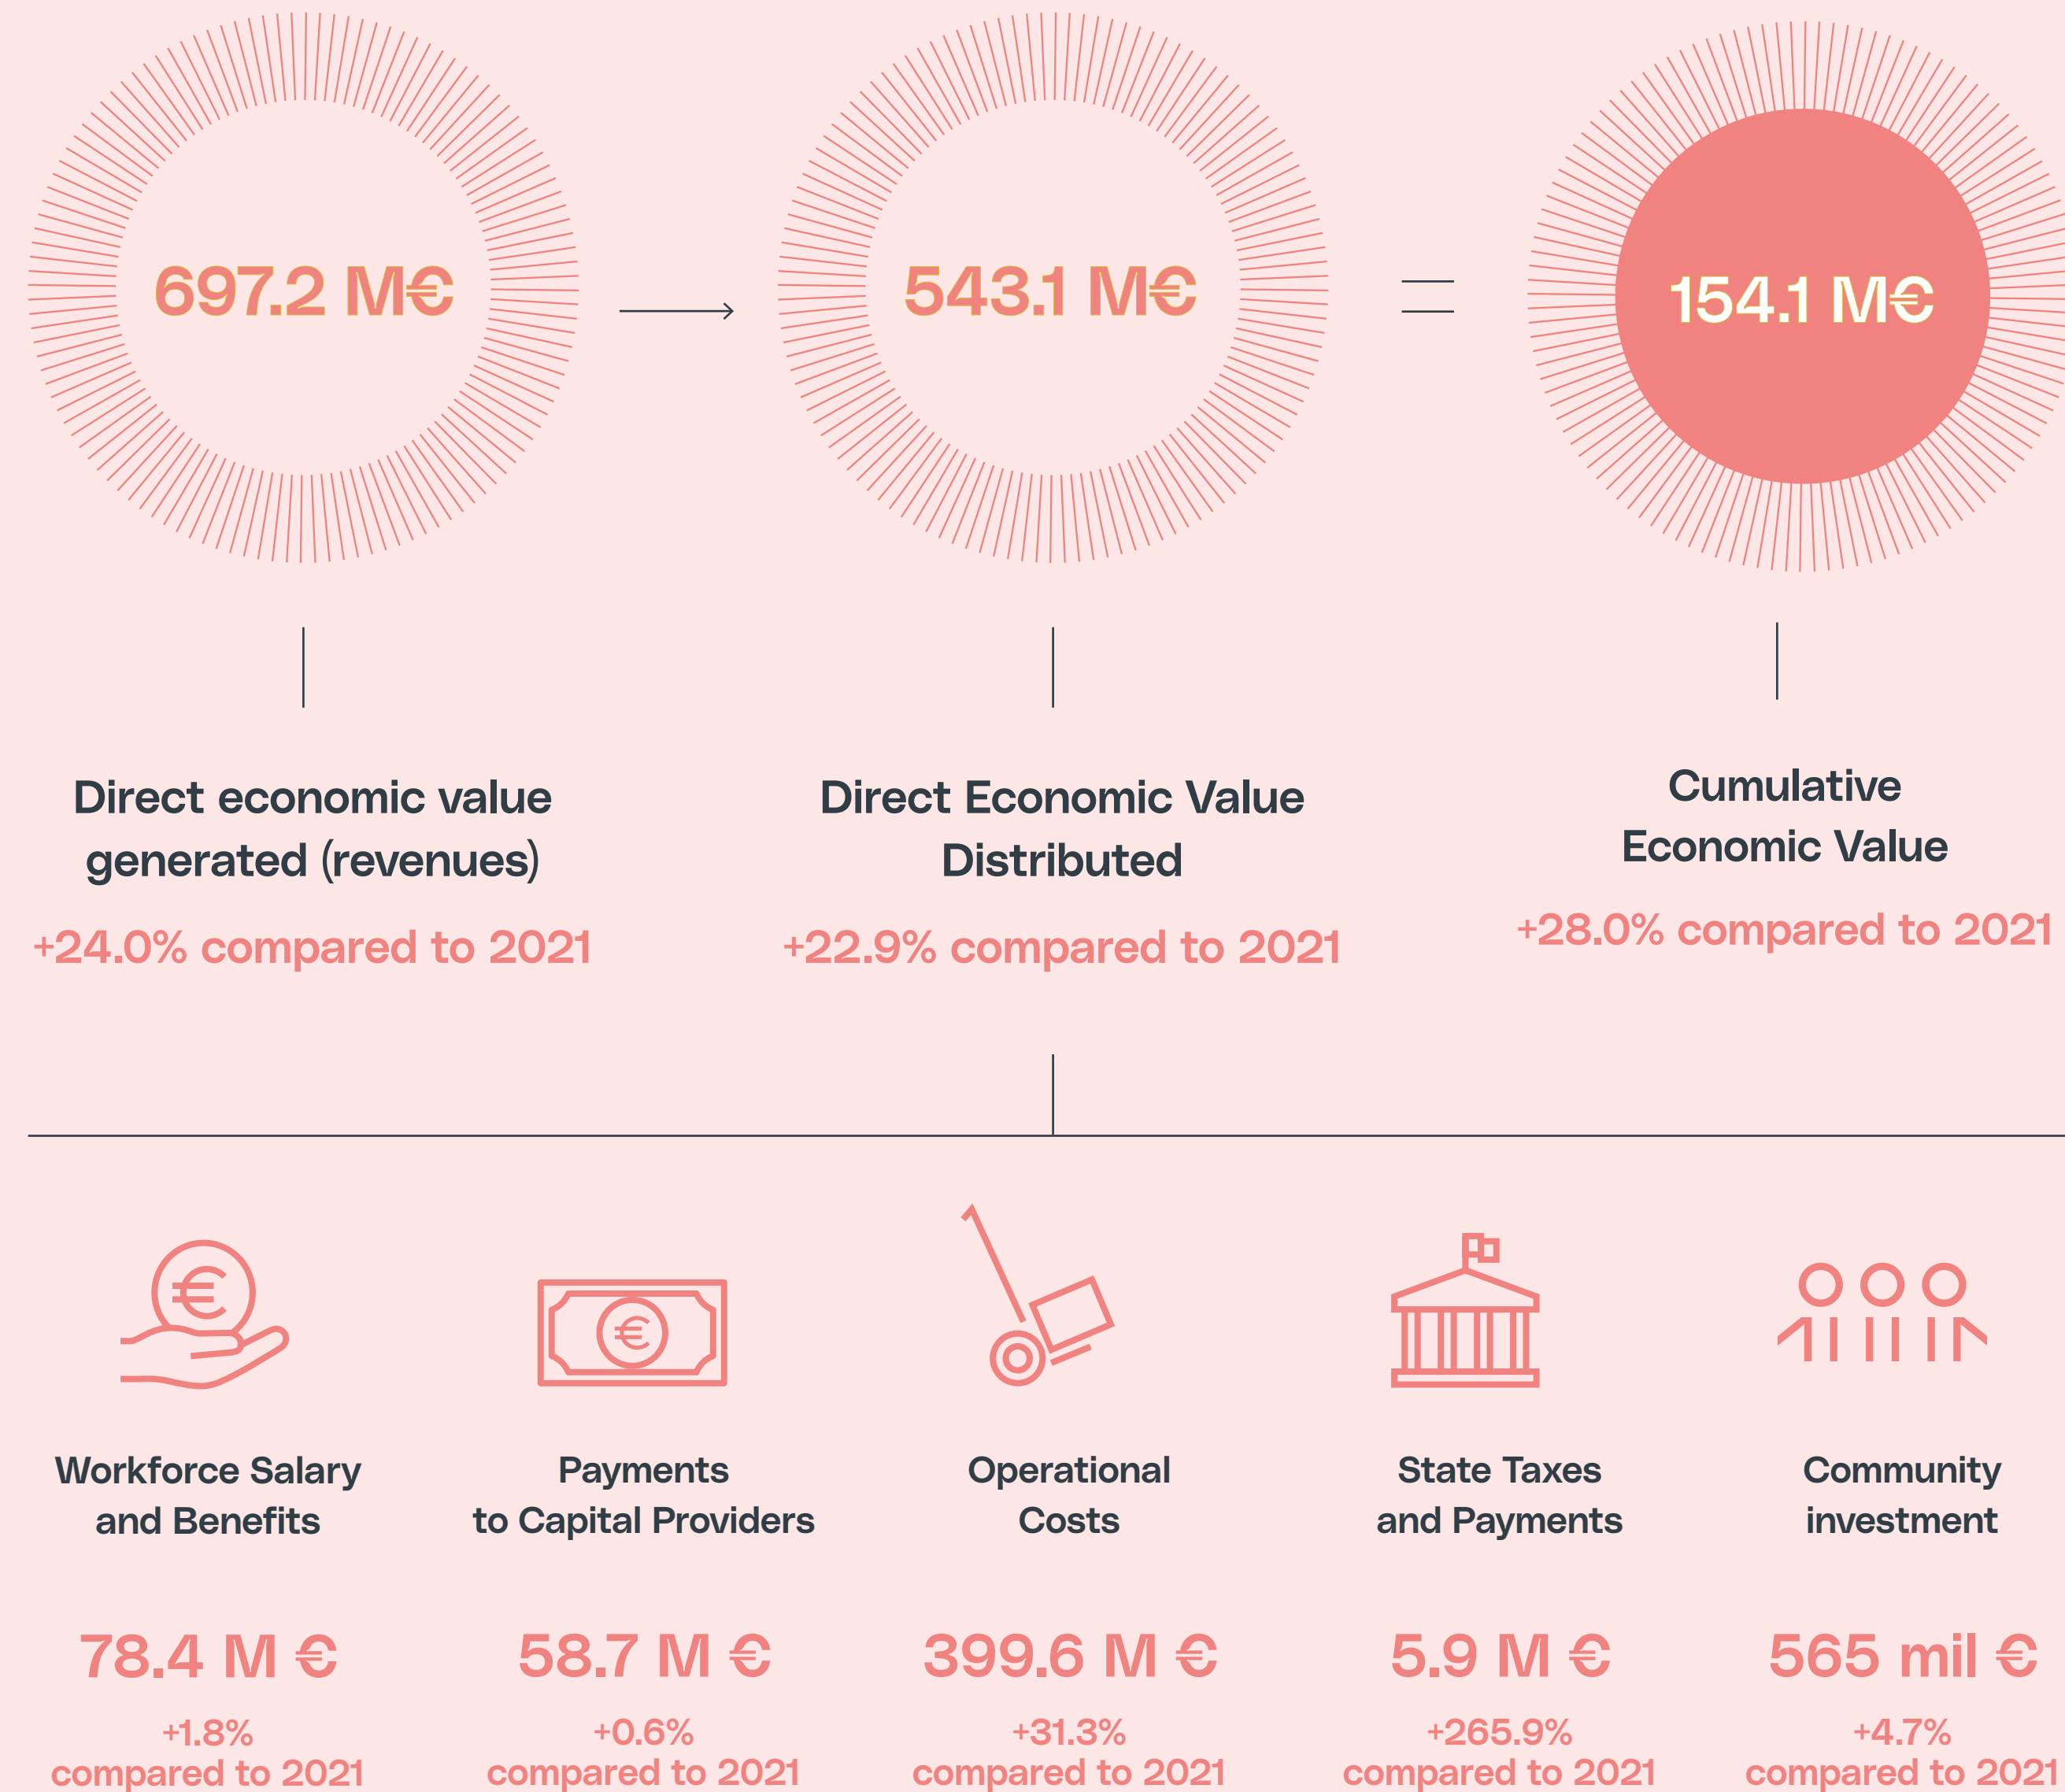 697.2 M€
543.1 M€
154.1 M€
Direct economic value
generated (revenues)
+24.0% compared to 2021
Direct Economic Value
Distributed
+22.9% compared to 2021
Cumulative
Economic Value
+28.0% compared to 2021
Workforce Salary
and Benefits
78.4 M €
+1.8%
compared to 2021
Payments
to Capital Providers
58.7 M €
+0.6%
compared to 2021
Operational
Costs
399.6 M €
+31.3%
compared to 2021
State Taxes
and Payments
5.9 M €
+265.9%
compared to 2021
Community
investment
565 mil €
+4.7%
compared to 2021